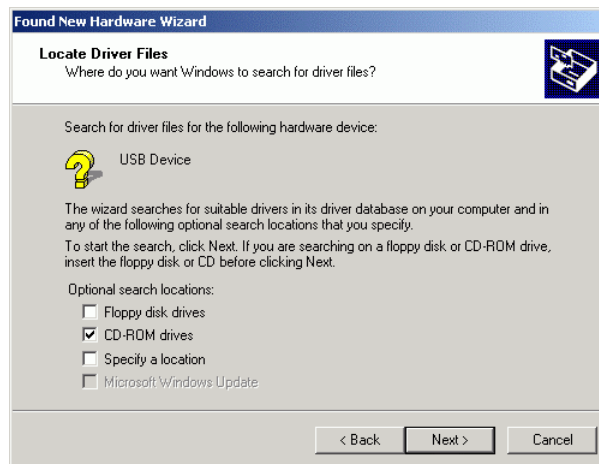 Found New Hardware Wizard
Locate Driver Files
Where do you want Windows to search for driver files?
Search for driver files for the following hardware device:
USB Device
The wizard searches for suitable drivers in its driver database on your computer and in
any of the following optional search locations that you specify.
To start the search, click Next. If you are searching on a floppy disk or CD-ROM drive,
insert the floppy disk or CD before clicking Next.
Optional search locations:
Floppy disk drives
CD-ROM drives
Specify a location
Microsoft Windows Update
< Back Next > Cancel